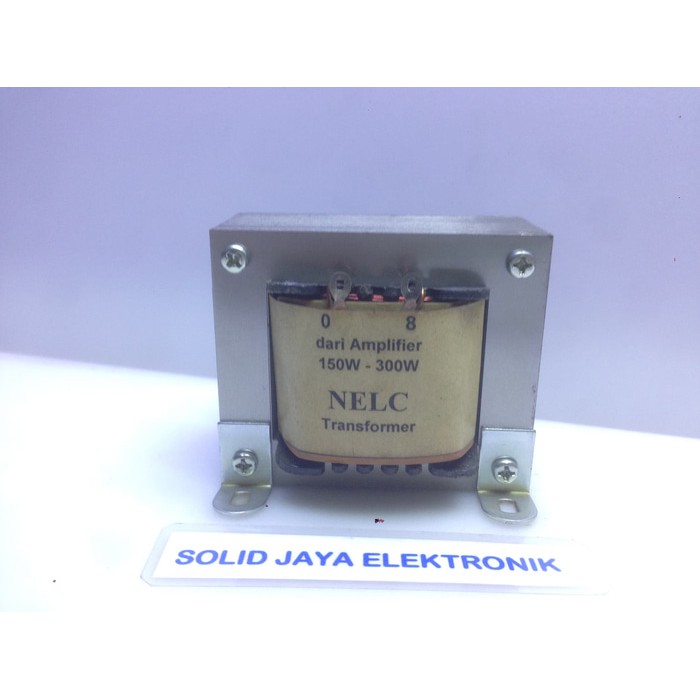 0 8
dari Amplifier
150W - 300W
NELC
Transformer
SOLID JAYA ELEKTRONIK